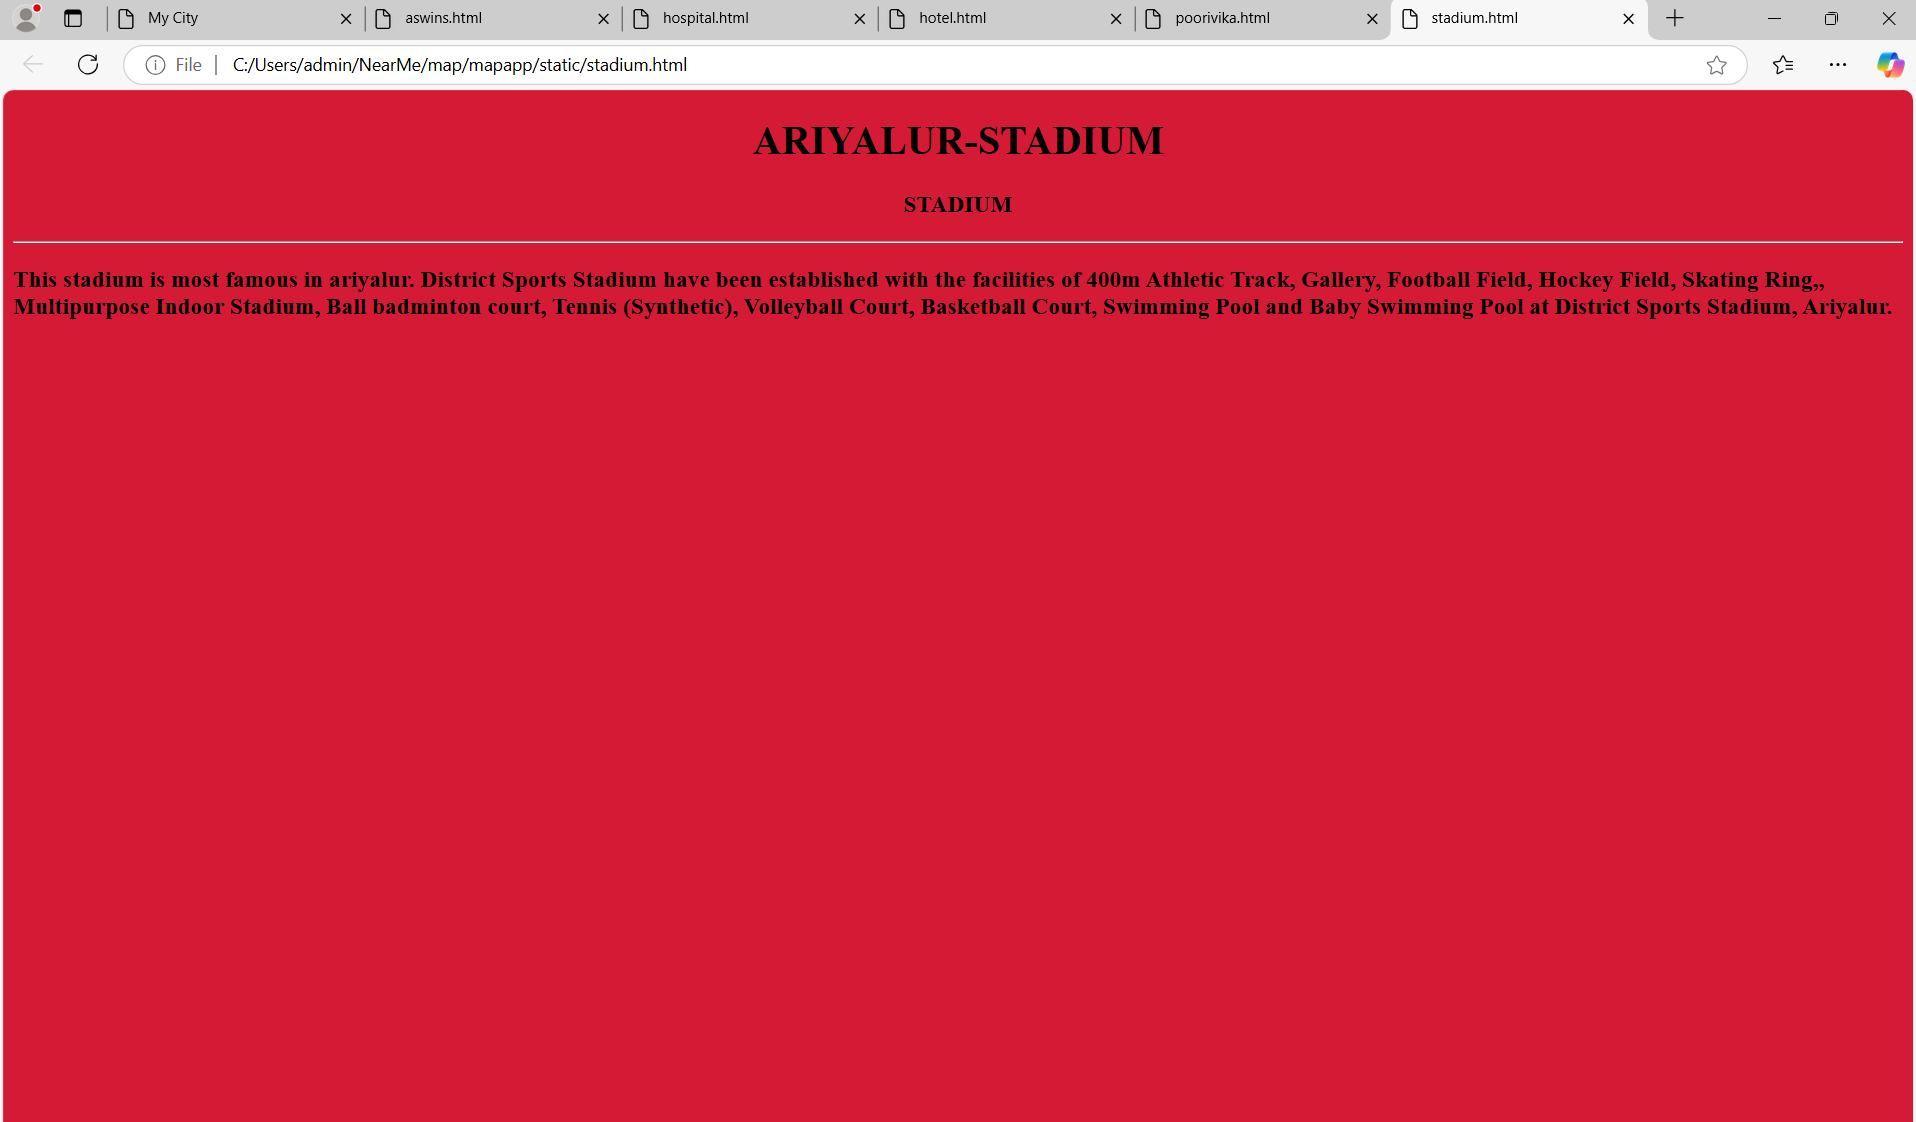 My City
aswins.html
hospital.html
hotel.html
poorivika.html
stadium.html
File
C:/Users/admin/NearMe/map/mapapp/static/stadium.html
ARIYALUR-STADIUM
STADIUM
This stadium is most famous in ariyalur. District Sports Stadium have been established with the facilities of 400m Athletic Track, Gallery, Football Field, Hockey Field, Skating Ring,,
Multipurpose Indoor Stadium, Ball badminton court, Tennis (Synthetic), Volleyball Court, Basketball Court, Swimming Pool and Baby Swimming Pool at District Sports Stadium, Ariyalur.